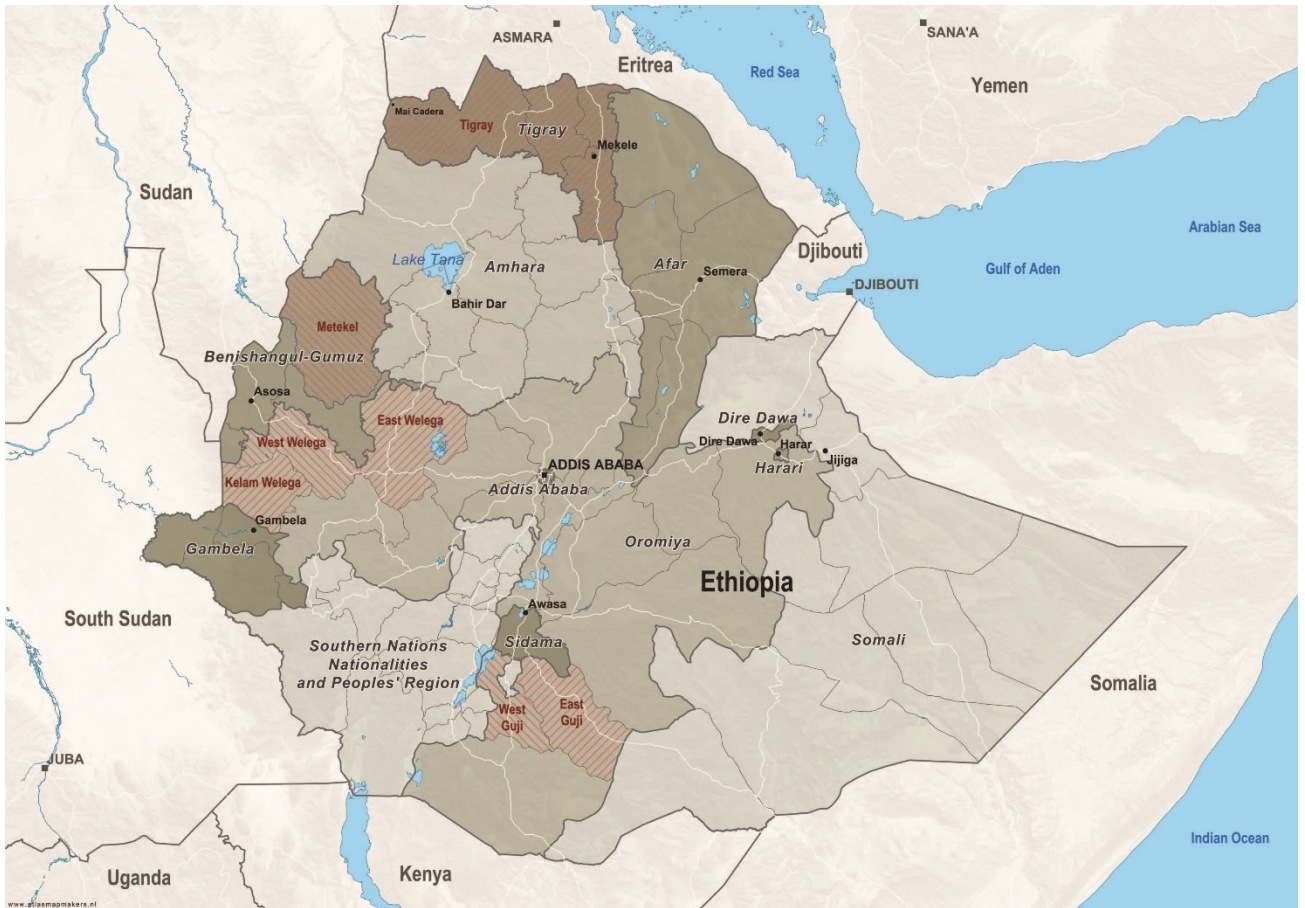 ASMARA
SANA'A
Eritrea
Red Sea
Yemen
Mai Cadera
Tigray
Tigray
Mekele
Sudan
Arabian Sea
Djibouti
Lake Tana
Amhara
Afar
Semera
Gulf of Aden
DJIBOUTI
Bahir Dar
Metekel
Benishangul-Gumuz
Asosa
East Welega
West Welega
Dire Dawa
Dire Dawa
Harar
Jijiga
Harari
ADDIS ABABA
Addis Ababa
Kelam Welega
Gambela
Gambela
Oromiya
Ethiopia
South Sudan
Awasa
Sidama
Somali
Southern Nations
Nationalities
and Peoples' Region
Somalia
West
Guji
East
Guji
JUBA
Indian Ocean
Uganda
Kenya
www.atlasmapmakers.nl